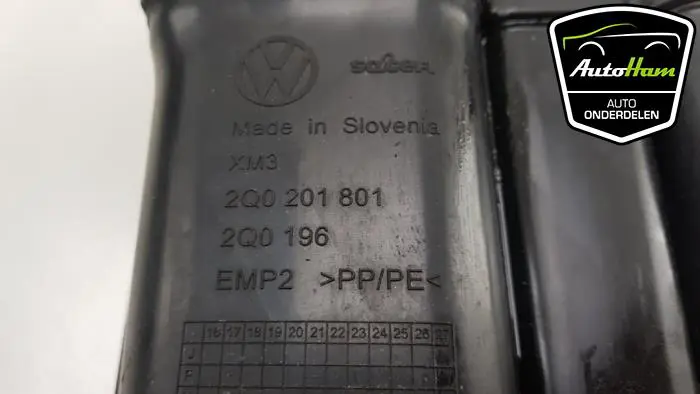 AutoHam
AUTO
ONDERDELEN
Made in Slovenia
XM3
2Q0 201 801
2Q0 196
EMP2 >PP/PE<
16 17 18 19 20 21 22 23 24 25 26 27
J
F